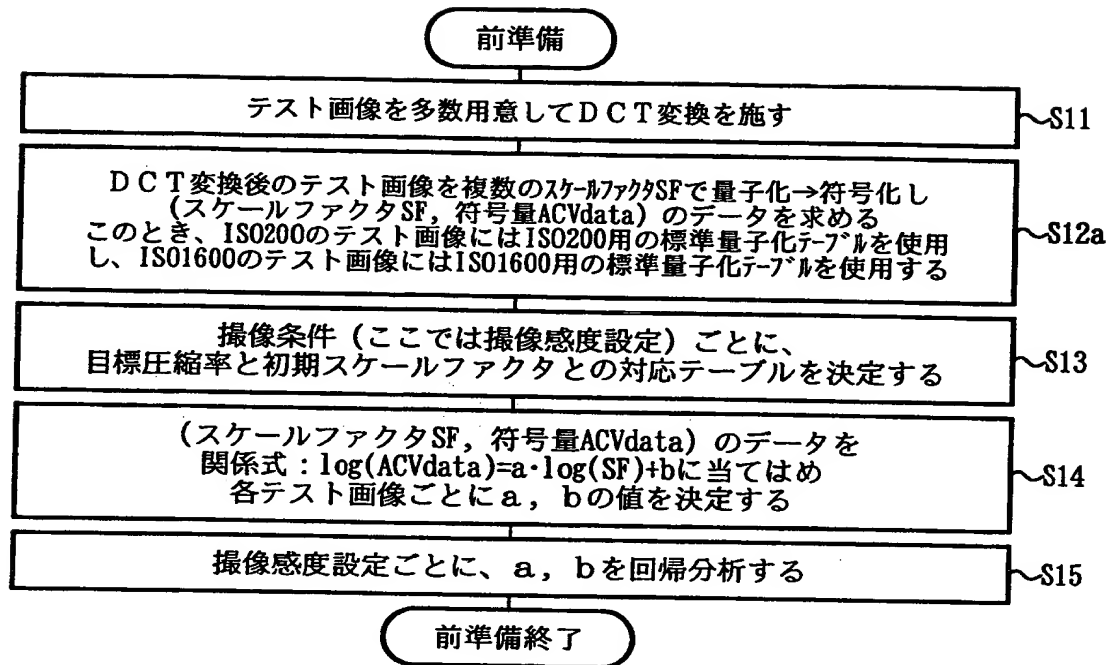 前準備
テスト画像を多数用意してDCT変換を施す
S11
DCT変換後のテスト画像を複数のスケールファクタSFで量子化→符号化し
(スケールファクタSF, 符号量ACVdata)のデータを求める
このとき、ISO200のテスト画像にはISO200用の標準量子化テーブルを使用
し、ISO1600のテスト画像にはISO1600用の標準量子化テーブルを使用する
S12a
撮像条件(ここでは撮像感度設定)ごとに、
目標圧縮率と初期スケールファクタとの対応テーブルを決定する
S13
(スケールファクタSF, 符号量ACVdata)のデータを
関係式:log(ACVdata)=a·log(SF)+bに当てはめ
各テスト画像ごとにa, bの値を決定する
S14
撮像感度設定ごとに、a, bを回帰分析する
S15
前準備終了